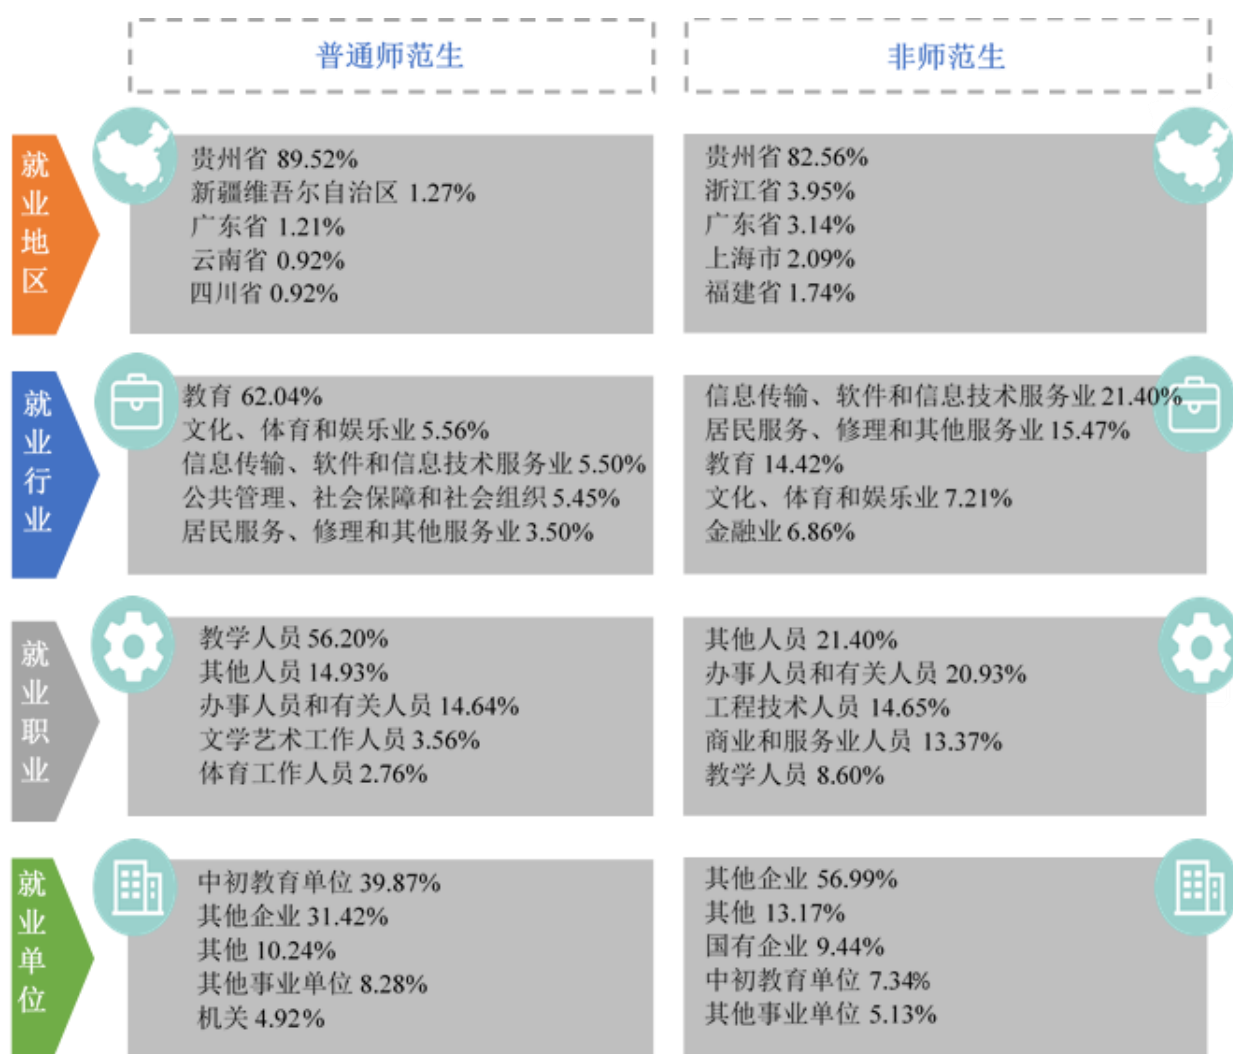 普通师范生
非师范生
就业地区
贵州省 89.52%
新疆维吾尔自治区 1.27%
广东省 1.21%
云南省 0.92%
四川省 0.92%
贵州省 82.56%
浙江省 3.95%
广东省 3.14%
上海市 2.09%
福建省 1.74%
就业行业
教育 62.04%
文化、体育和娱乐业 5.56%
信息传输、软件和信息技术服务业 5.50%
公共管理、社会保障和社会组织 5.45%
居民服务、修理和其他服务业 3.50%
信息传输、软件和信息技术服务业 21.40%
居民服务、修理和其他服务业 15.47%
教育 14.42%
文化、体育和娱乐业 7.21%
金融业 6.86%
就业职业
教学人员 56.20%
其他人员 14.93%
办事人员和有关人员 14.64%
文学艺术工作人员 3.56%
体育工作人员 2.76%
其他人员 21.40%
办事人员和有关人员 20.93%
工程技术人员 14.65%
商业和服务业人员 13.37%
教学人员 8.60%
就业单位
中初教育单位 39.87%
其他企业 31.42%
其他 10.24%
其他事业单位 8.28%
机关 4.92%
其他企业 56.99%
其他 13.17%
国有企业 9.44%
中初教育单位 7.34%
其他事业单位 5.13%